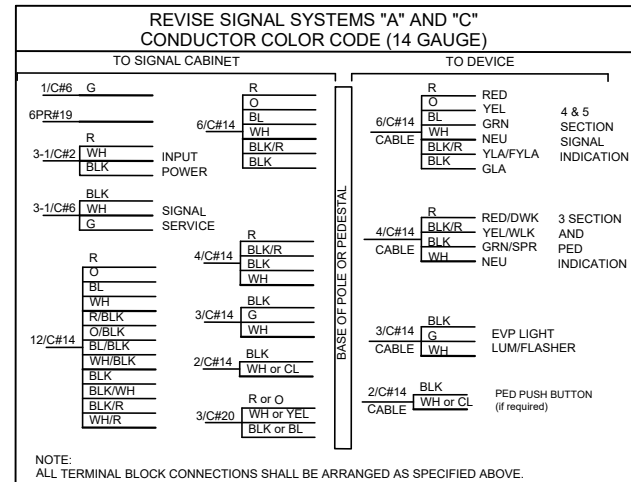 REVISE SIGNAL SYSTEMS "A" AND "C"
CONDUCTOR COLOR CODE (14 GAUGE)
TO SIGNAL CABINET
1/C#6 G
6PR#19
3-1/C#2
R
WH
BLK
INPUT
POWER
3-1/C#6
BLK
WH
G
SIGNAL
SERVICE
12/C#14
R
O
BL
WH
R/BLK
O/BLK
BL/BLK
WH/BLK
BLK
BLK/WH
BLK/R
WH/R
6/C#14
R
O
BL
WH
BLK/R
BLK
4/C#14
R
BLK/R
BLK
WH
3/C#14
BLK
G
WH
2/C#14
BLK
WH or CL
3/C#20
R or O
WH or YEL
BLK or BL
BASE OF POLE OR PEDESTAL
TO DEVICE
6/C#14
CABLE
R RED
O YEL
BL GRN
WH NEU
BLK/R YLA/FYLA
BLK GLA
4 & 5
SECTION
SIGNAL
INDICATION
4/C#14
CABLE
R RED/DWK
BLK/R YEL/WLK
BLK GRN/SPR
WH NEU
3 SECTION
AND
PED
INDICATION
3/C#14
CABLE
BLK
G
WH
EVP LIGHT
LUM/FLASHER
2/C#14
CABLE
BLK
WH or CL
PED PUSH BUTTON
(if required)
NOTE:
ALL TERMINAL BLOCK CONNECTIONS SHALL BE ARRANGED AS SPECIFIED ABOVE.